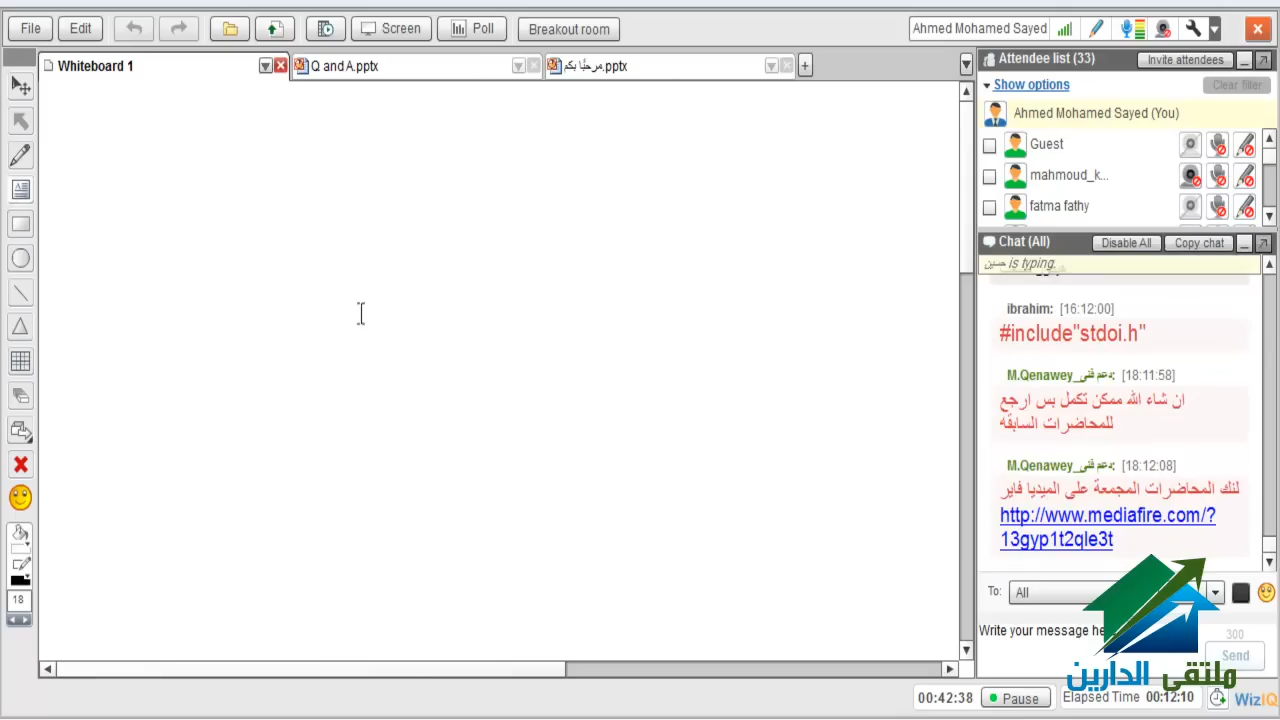 File
Edit
Screen
Poll
Breakout room
Ahmed Mohamed Sayed
Whiteboard 1
Q and A.pptx
مرحبًا بكم.pptx
Attendee list (33)
Invite attendees
Show options
Clear filter
Ahmed Mohamed Sayed (You)
Guest
mahmoud_k...
fatma fathy
Chat (All)
Disable All
Copy chat
حسين is typing.
ibrahim: [16:12:00]
#include"stdoi.h"
M.Qenawey_دعم فنى: [18:11:58]
ان شاء الله ممكن تكمل بس ارجع
للمحاضرات السابقه
M.Qenawey_دعم فنى: [18:12:08]
لنك المحاضرات المجمعة على الميديا فاير
http://www.mediafire.com/?
13gyp1t2qle3t
To:
All
Write your message he
300
Send
18
ملتقى الدارين
00:42:38
Pause
Elapsed Time 00:12:10
WizIQ